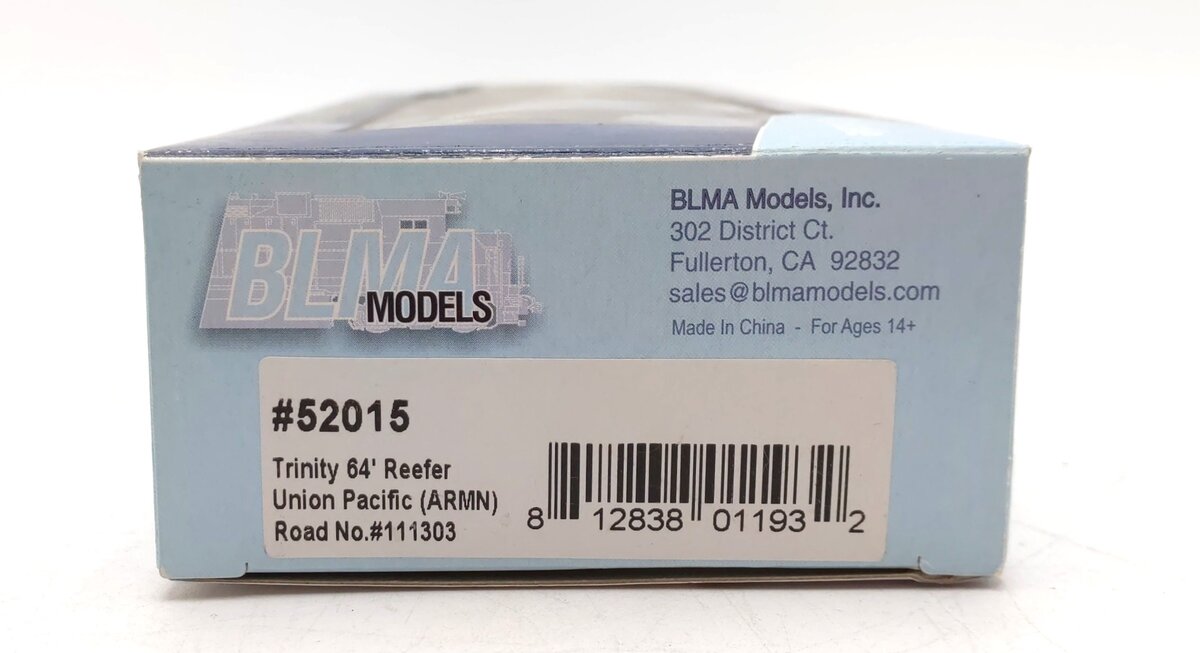 BLMA
MODELS
BLMA Models, Inc.
302 District Ct.
Fullerton, CA 92832
sales@blmamodels.com
Made In China - For Ages 14+
#52015
Trinity 64' Reefer
Union Pacific (ARMN)
Road No.#111303
8 12838 01193 2